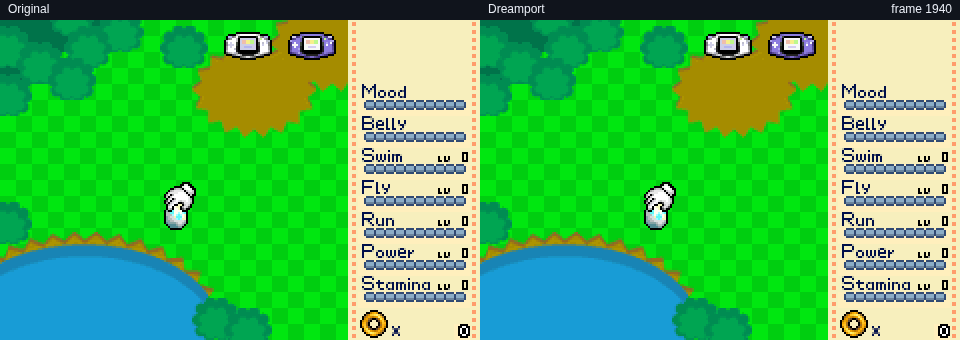 Original
Dreamport frame 1940
Mood
Belly
Swim Lv 0
Fly Lv 0
Run Lv 0
Power Lv 0
Stamina Lv 0
x 0
Mood
Belly
Swim Lv 0
Fly Lv 0
Run Lv 0
Power Lv 0
Stamina Lv 0
x 0